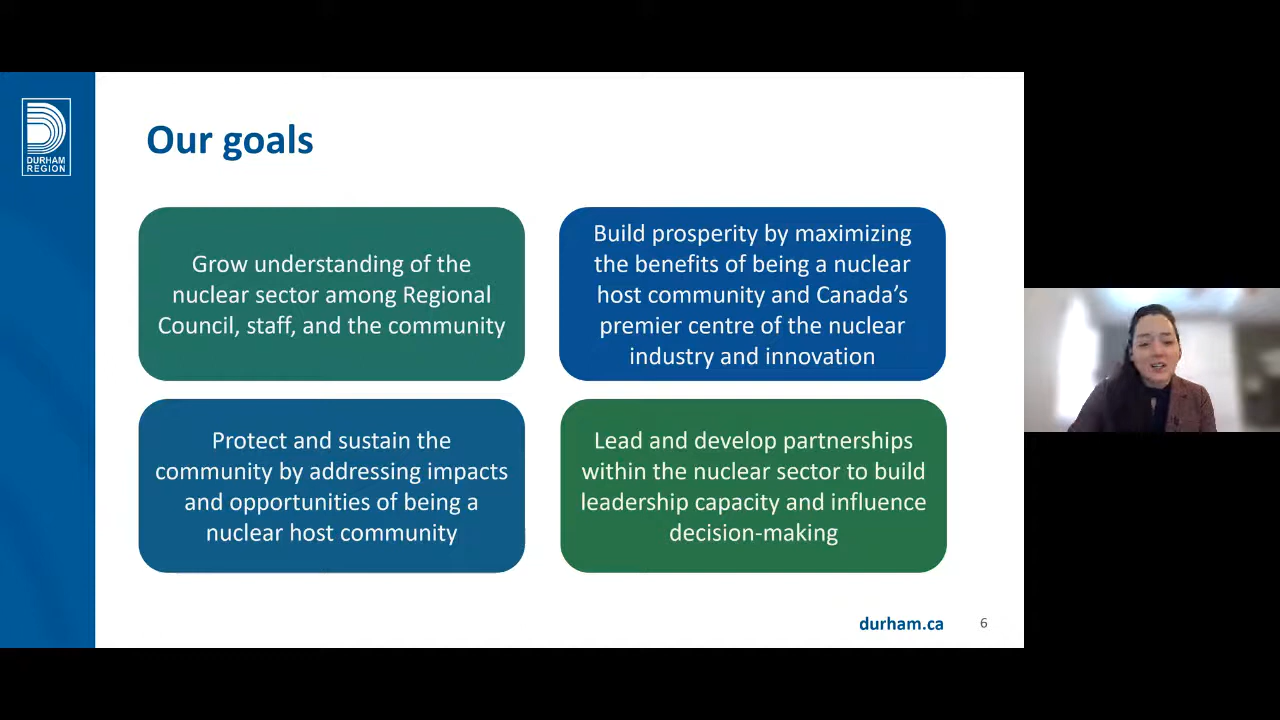 DURHAM
REGION
Our goals
Grow understanding of the
nuclear sector among Regional
Council, staff, and the community
Build prosperity by maximizing
the benefits of being a nuclear
host community and Canada’s
premier centre of the nuclear
industry and innovation
Protect and sustain the
community by addressing impacts
and opportunities of being a
nuclear host community
Lead and develop partnerships
within the nuclear sector to build
leadership capacity and influence
decision-making
durham.ca
6